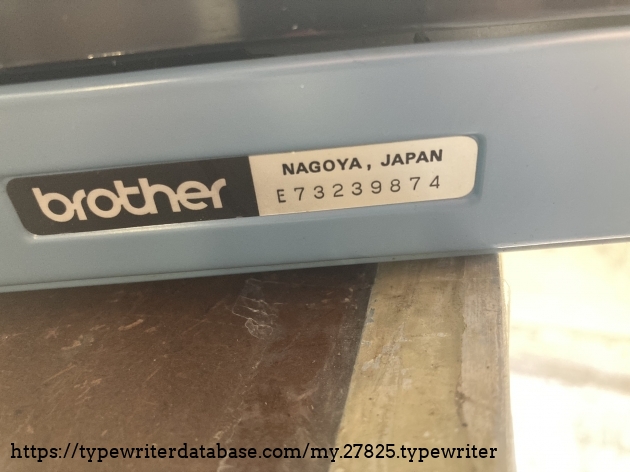 brother
NAGOYA, JAPAN
E73239874
https://typewriterdatabase.com/my.27825.typewriter